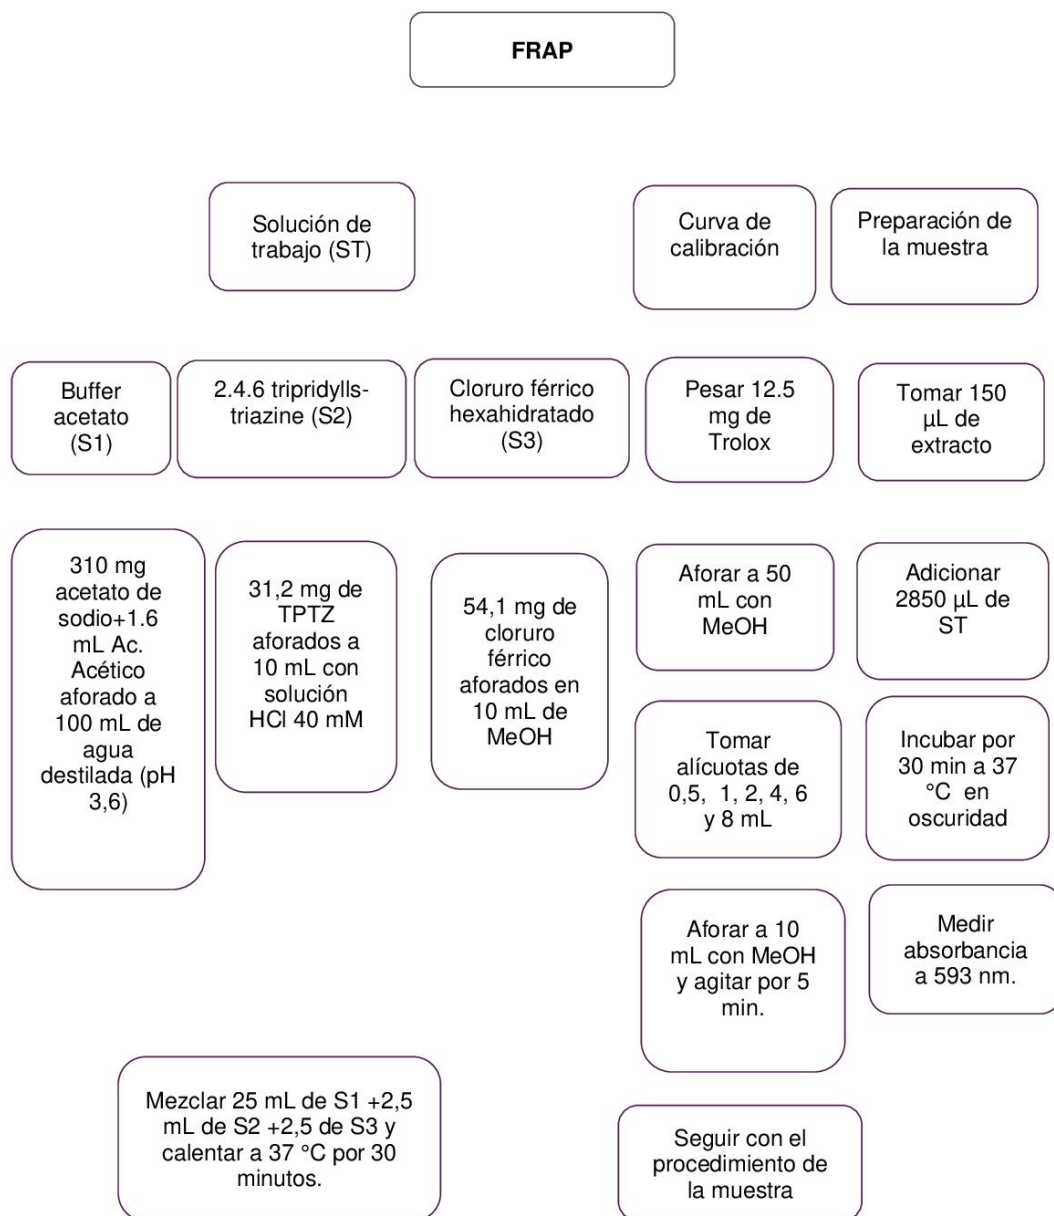 FRAP
Solución de
trabajo (ST)
Curva de
calibración
Preparación de
la muestra
Buffer
acetato
(S1)
2.4.6 tripridylls-
triazine (S2)
Cloruro férrico
hexahidratado
(S3)
Pesar 12.5
mg de
Trolox
Tomar 150
µL de
extracto
310 mg
acetato de
sodio+1.6
mL Ac.
Acético
aforado a
100 mL de
agua
destilada (pH
3,6)
31,2 mg de
TPTZ
aforados a
10 mL con
solución
HCl 40 mM
54,1 mg de
cloruro
férrico
aforados en
10 mL de
MeOH
Aforar a 50
mL con
MeOH
Adicionar
2850 µL de
ST
Tomar
alícuotas de
0,5, 1, 2, 4, 6
y 8 mL
Incubar por
30 min a 37
°C en
oscuridad
Aforar a 10
mL con MeOH
y agitar por 5
min.
Medir
absorbancia
a 593 nm.
Mezclar 25 mL de S1 +2,5
mL de S2 +2,5 de S3 y
calentar a 37 °C por 30
minutos.
Seguir con el
procedimiento de
la muestra